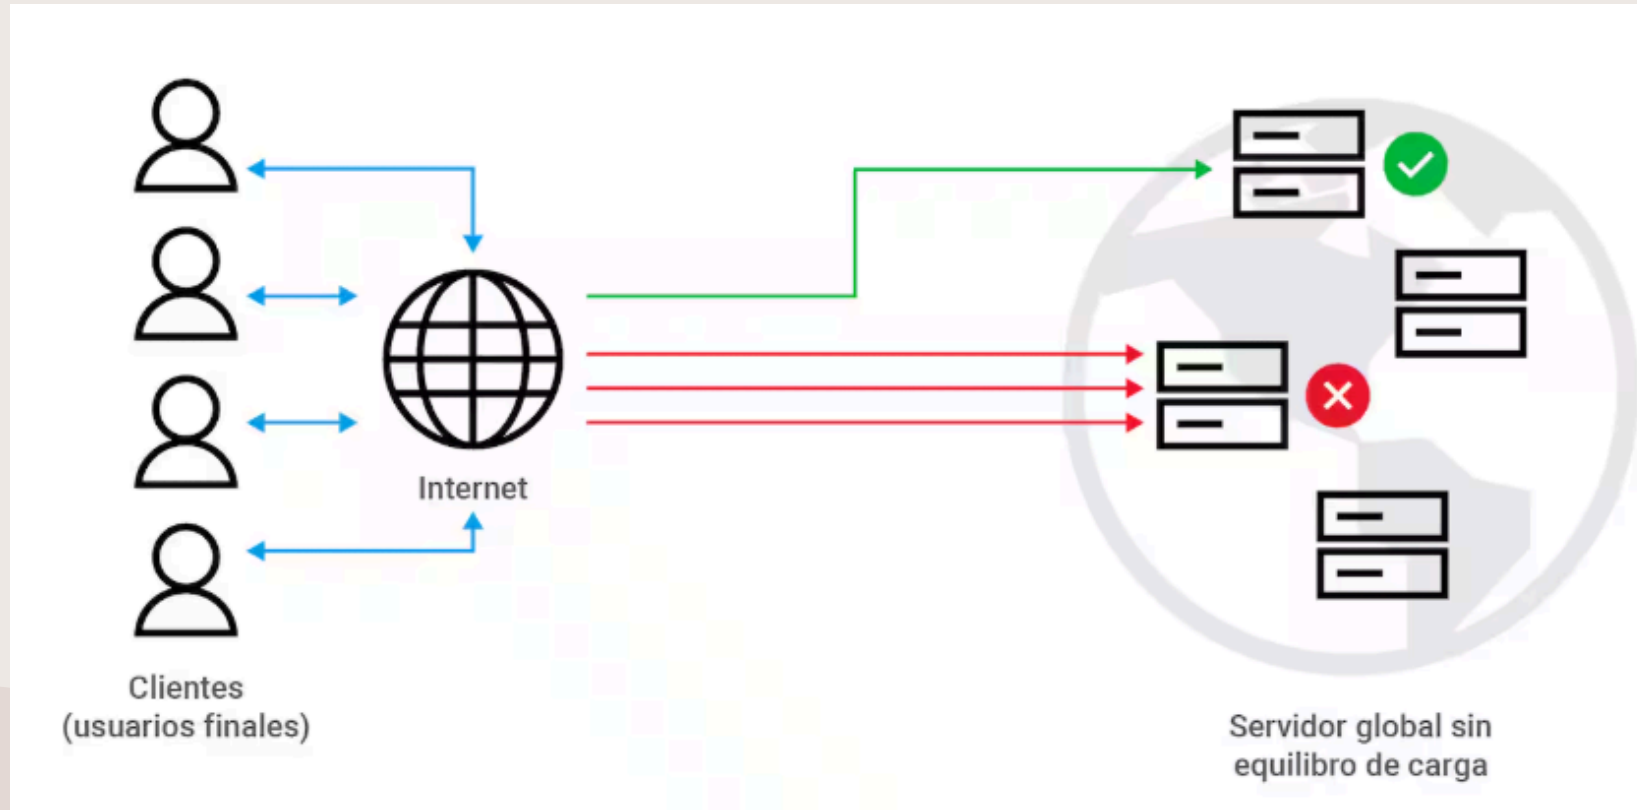 Internet
Clientes
(usuarios finales)
Servidor global sin
equilibro de carga